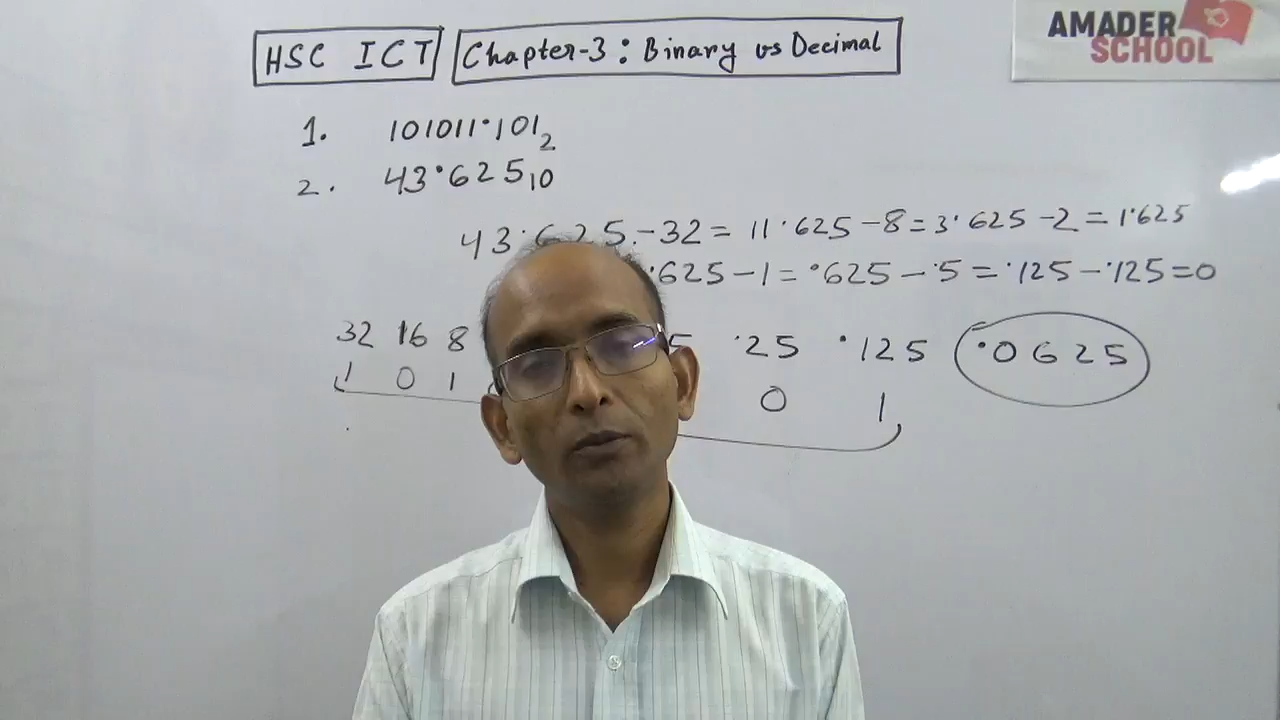 HSC ICT Chapter-3: Binary vs Decimal
AMADER
SCHOOL
1. 101011.101₂
2. 43.625₁₀
43.625.-32= 11.625-8=3.625-2=1.625
.625-1=.625-.5=.125-.125=0
32 16 8 .25 .125 .0625
1 0 1 0 1